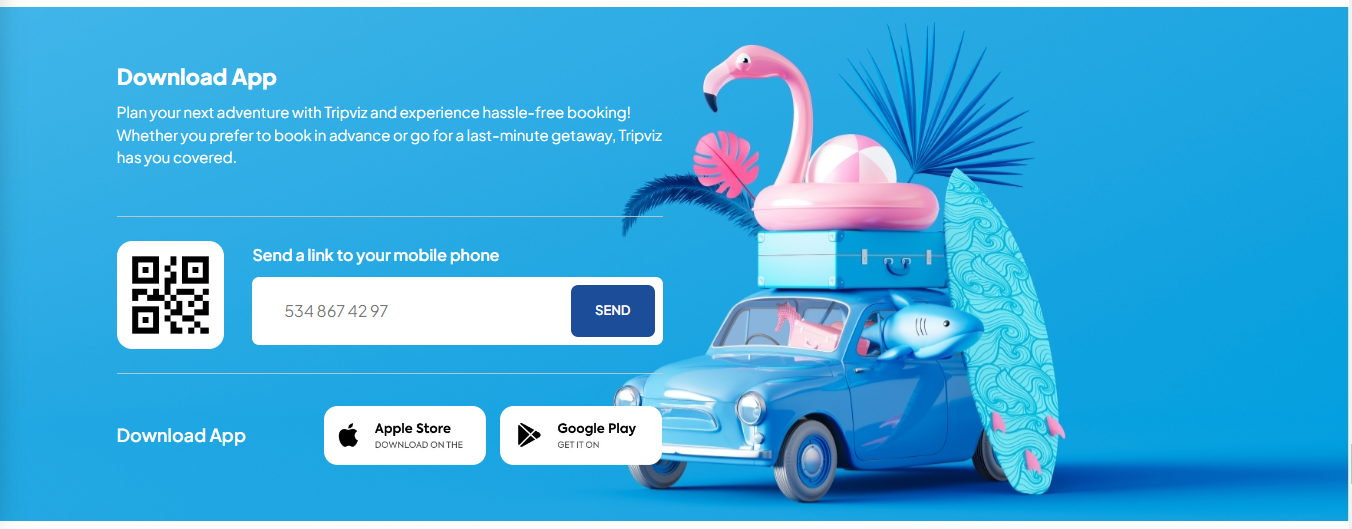 Download App
Plan your next adventure with Tripviz and experience hassle-free booking!
Whether you prefer to book in advance or go for a last-minute getaway, Tripviz
has you covered.
Send a link to your mobile phone
534 867 42 97
SEND
Download App
Apple Store
DOWNLOAD ON THE
Google Play
GET IT ON